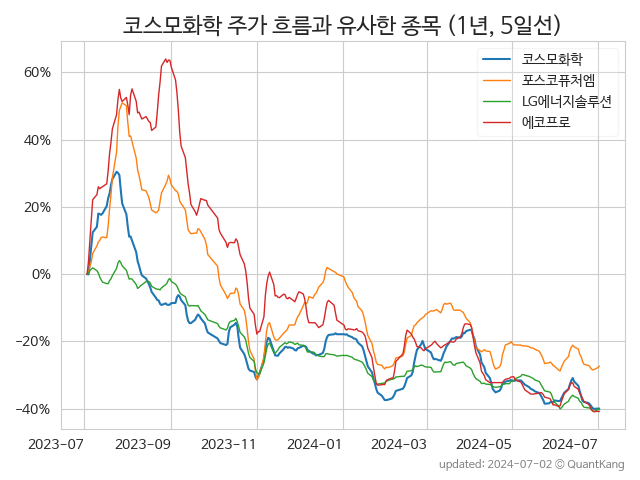 코스모화학 주가 흐름과 유사한 종목 (1년, 5일선)
코스모화학
포스코퓨처엠
LG에너지솔루션
에코프로
60%
40%
20%
0%
−20%
−40%
2023-07
2023-09
2023-11
2024-01
2024-03
2024-05
2024-07
updated: 2024-07-02 © QuantKang